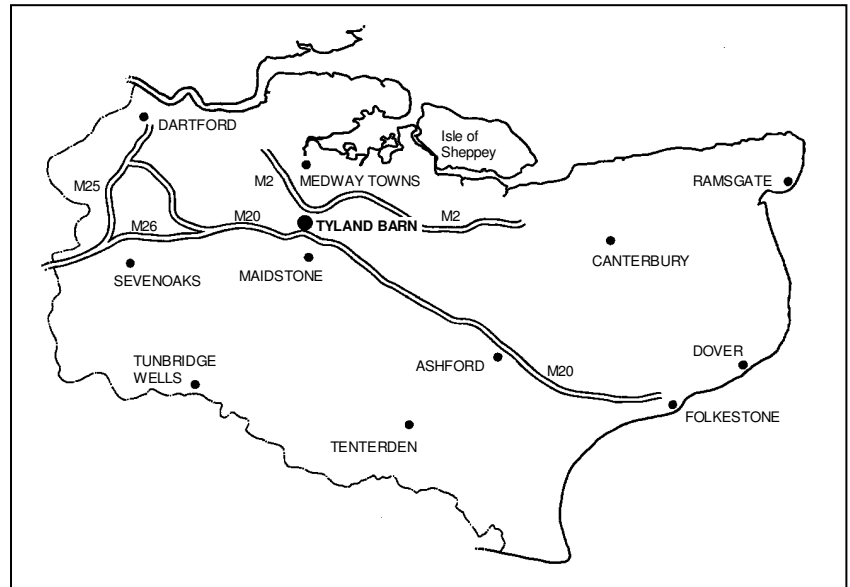 DARTFORD
Isle of
Sheppey
M25
M2
MEDWAY TOWNS
RAMSGATE
M26
M20
TYLAND BARN
M2
CANTERBURY
SEVENOAKS
MAIDSTONE
TUNBRIDGE
WELLS
ASHFORD
M20
DOVER
FOLKESTONE
TENTERDEN